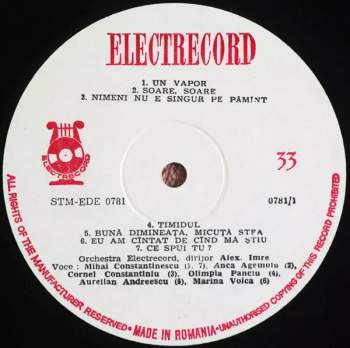 ELECTRECORD
1. UN VAPOR
2. SOARE, SOARE
3. NIMENI NU E SINGUR PE PĂMÎNT
ELECTRECORD
33
STM-EDE 0781
0781/1
4. TIMIDUL
5. BUNĂ DIMINEAȚA, MICUȚĂ STEA
6. EU AM CÎNTAT DE CÎND MĂ ȘTIU
7. CE SPUI TU?
Orchestra Electrecord, dirijor Alex. Imre
Voce: Mihai Constantinescu (1, 7), Anca Agemolu (2),
Cornel Constantiniu (3), Olimpia Panciu (4),
Aurelian Andreescu (5), Marina Voica (6)
ALL RIGHTS OF THE MANUFACTURER RESERVED • MADE IN ROMANIA • UNAUTHORISED COPYING OF THIS RECORD PROHIBITED